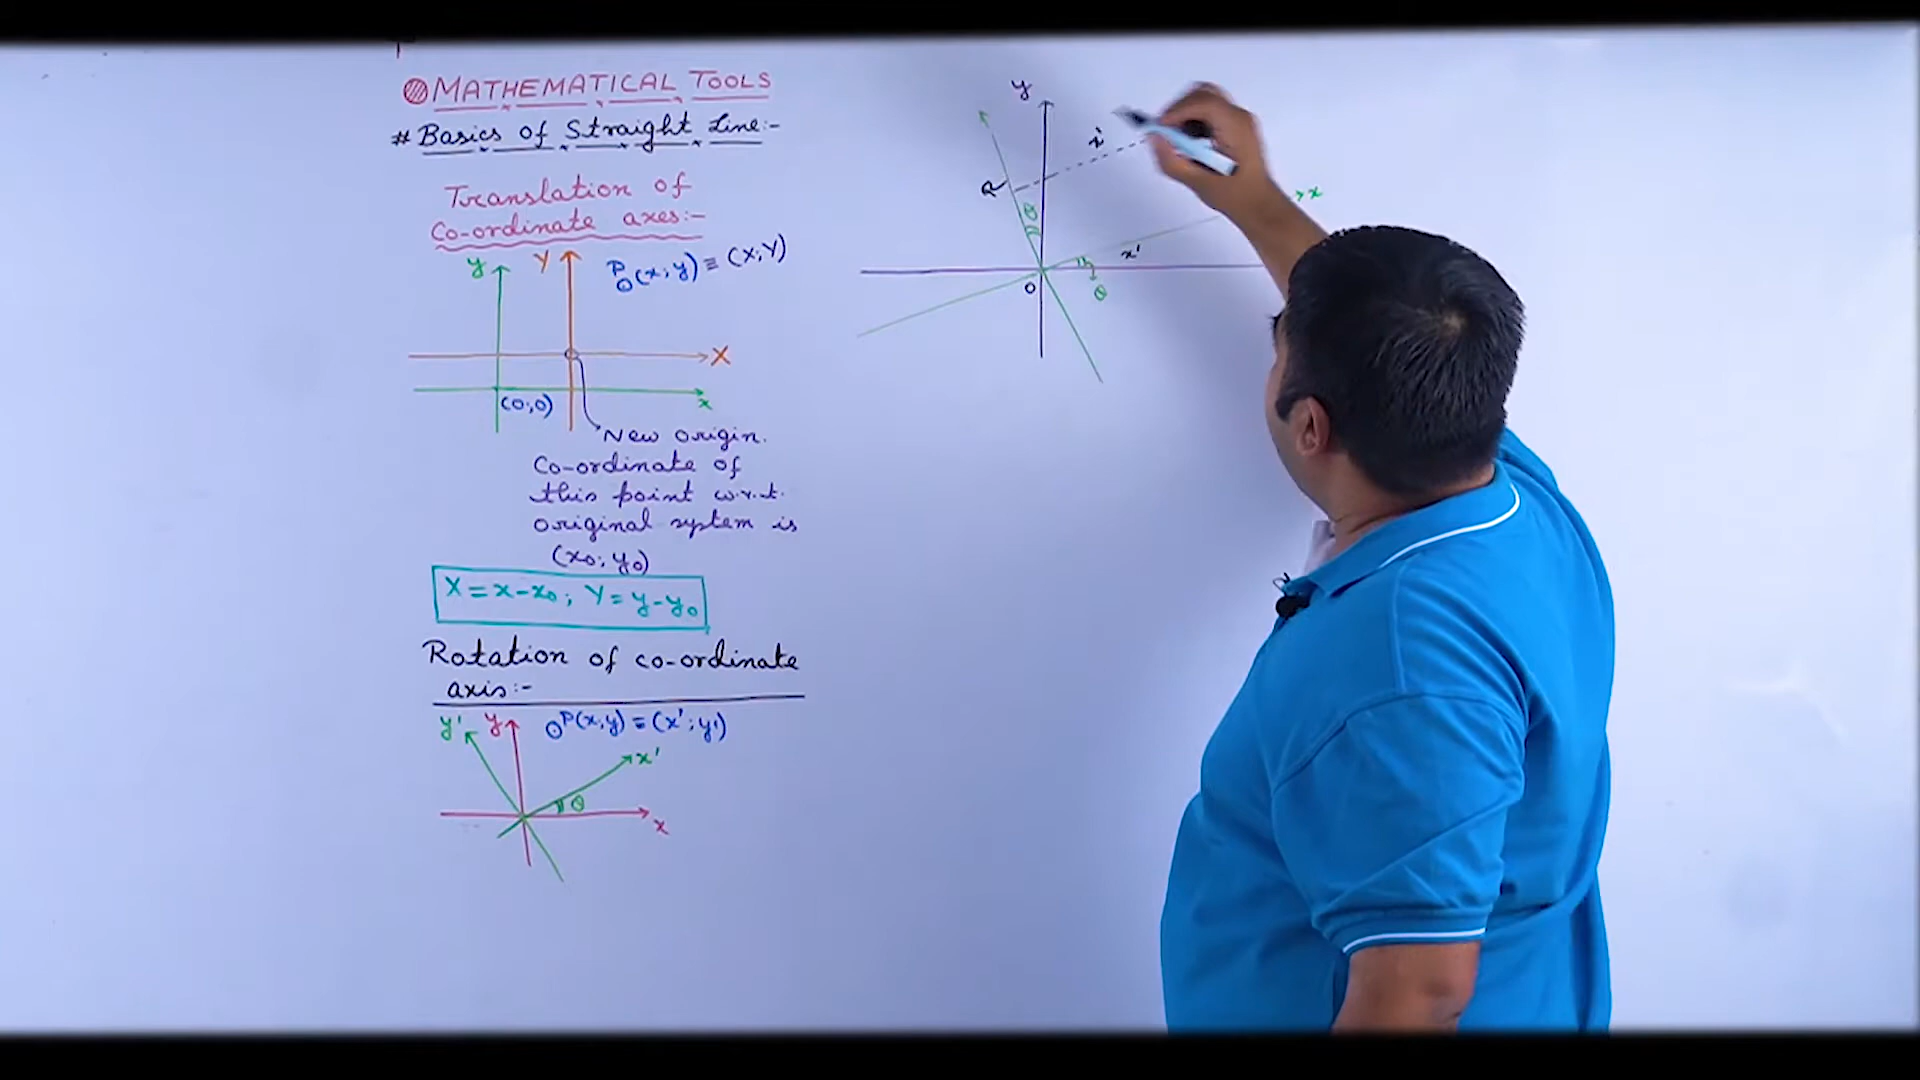 MATHEMATICAL TOOLS
# Basics of Straight Line:-
Translation of
Co-ordinate axes:-
y Y P(x; y) ≡ (X; Y)
X
(0;0) x
New origin.
Co-ordinate of
this point w.r.t.
original system is
(x₀; y₀)
X = x-x₀; Y = y-y₀
Rotation of co-ordinate
axis:-
y' y P(x,y) ≡ (x'; y')
x'
θ
x
y
θ
x
x'
O θ